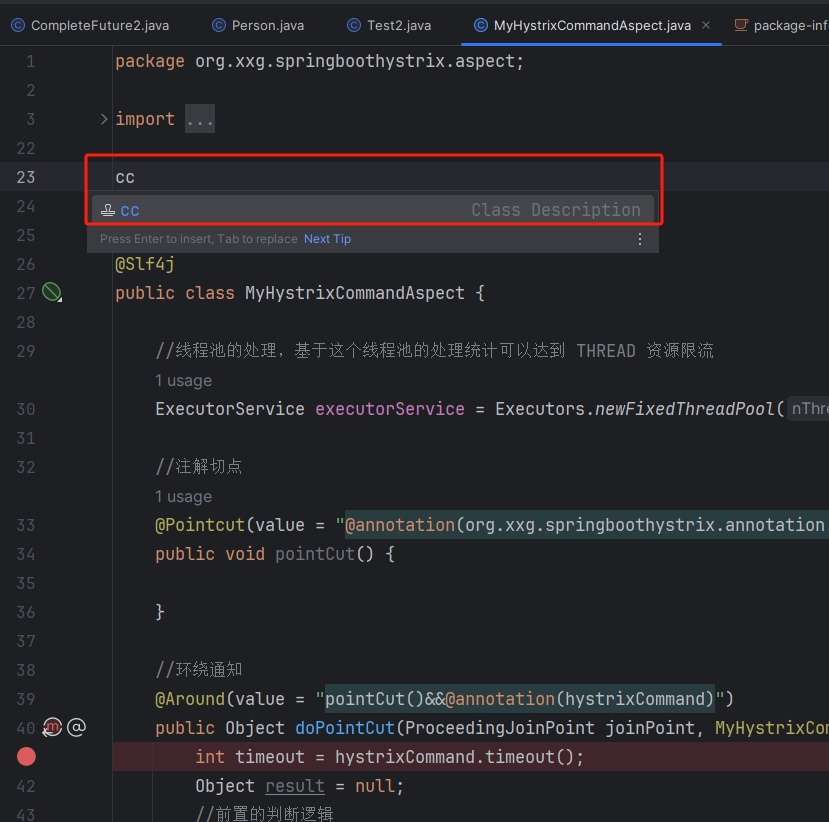 CompleteFuture2.java Person.java Test2.java MyHystrixCommandAspect.java package-inf
1 package org.xxg.springboothystrix.aspect;
2
3 import ...
22
23 cc
24 cc Class Description
25 Press Enter to insert, Tab to replace Next Tip
26 @Slf4j
27 public class MyHystrixCommandAspect {
28
29 //线程池的处理，基于这个线程池的处理统计可以达到 THREAD 资源限流
1 usage
30 ExecutorService executorService = Executors.newFixedThreadPool( nThre
31
32 //注解切点
1 usage
33 @Pointcut(value = "@annotation(org.xxg.springboothystrix.annotation
34 public void pointCut() {
35
36 }
37
38 //环绕通知
39 @Around(value = "pointCut()&&@annotation(hystrixCommand)")
40 public Object doPointCut(ProceedingJoinPoint joinPoint, MyHystrixCom
int timeout = hystrixCommand.timeout();
42 Object result = null;
43 //前置的判断逻辑